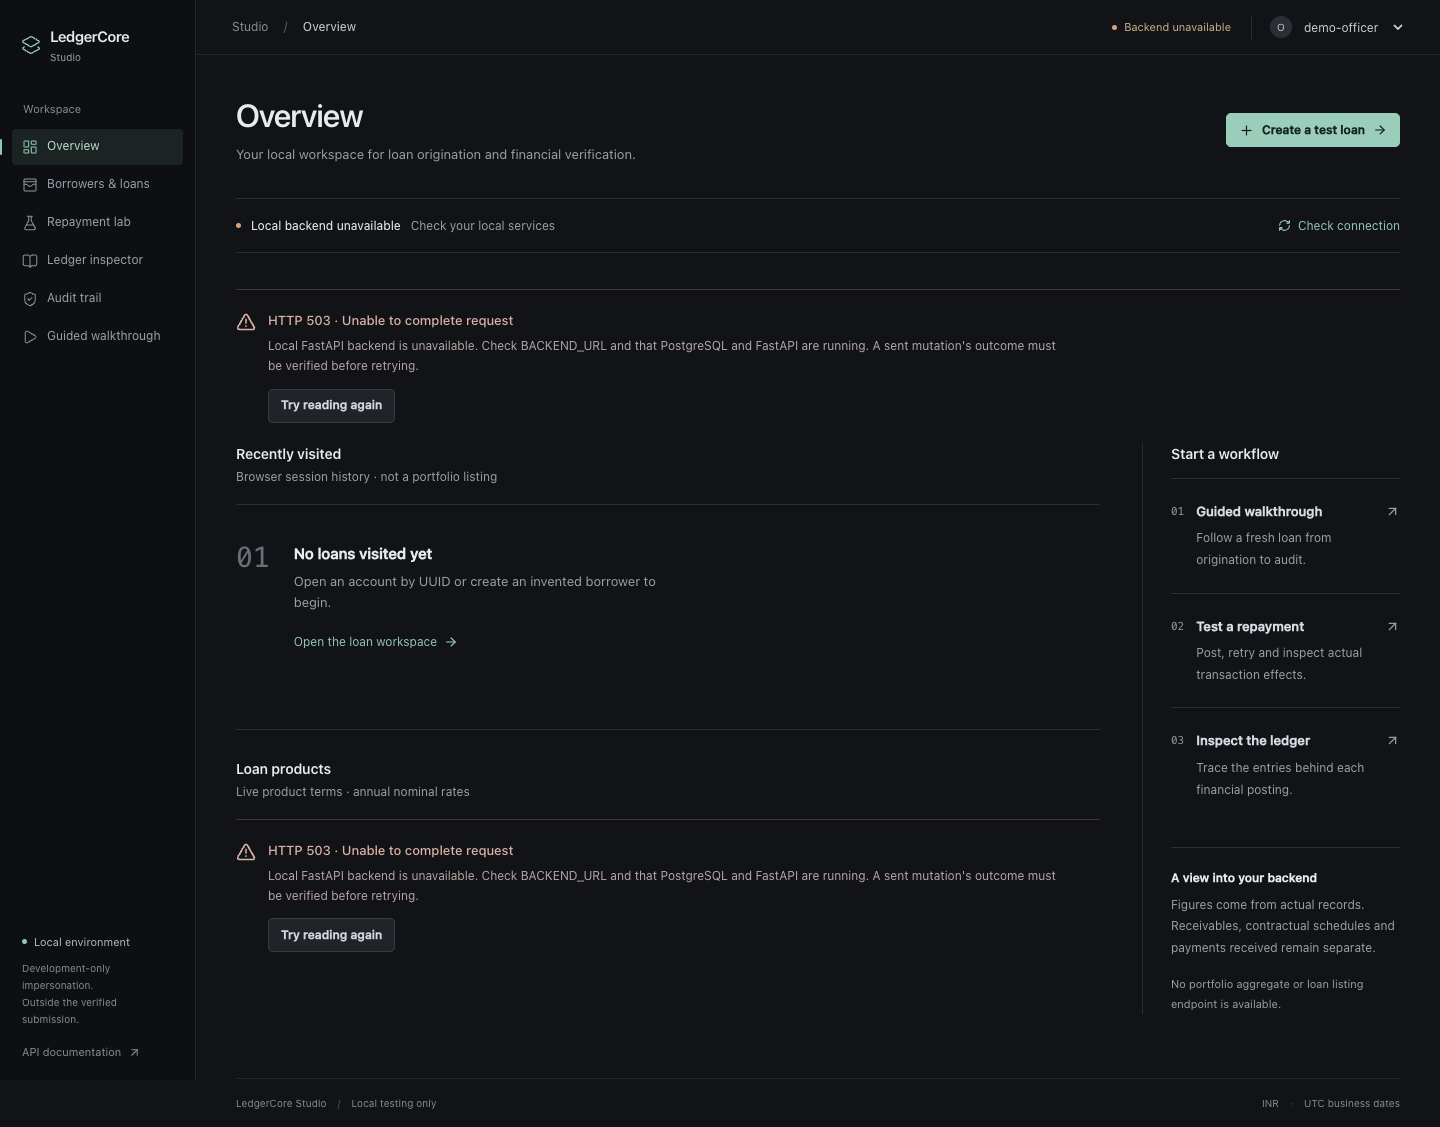 LedgerCore
Studio
Workspace
Overview
Borrowers & loans
Repayment lab
Ledger inspector
Audit trail
Guided walkthrough
Local environment
Development-only
impersonation.
Outside the verified
submission.
API documentation
Studio / Overview
Backend unavailable
O demo-officer
Overview
Your local workspace for loan origination and financial verification.
Create a test loan
Local backend unavailable Check your local services
Check connection
HTTP 503 · Unable to complete request
Local FastAPI backend is unavailable. Check BACKEND_URL and that PostgreSQL and FastAPI are running. A sent mutation's outcome must
be verified before retrying.
Try reading again
Recently visited
Browser session history · not a portfolio listing
01 No loans visited yet
Open an account by UUID or create an invented borrower to
begin.
Open the loan workspace
Loan products
Live product terms · annual nominal rates
HTTP 503 · Unable to complete request
Local FastAPI backend is unavailable. Check BACKEND_URL and that PostgreSQL and FastAPI are running. A sent mutation's outcome must
be verified before retrying.
Try reading again
Start a workflow
01 Guided walkthrough
Follow a fresh loan from
origination to audit.
02 Test a repayment
Post, retry and inspect actual
transaction effects.
03 Inspect the ledger
Trace the entries behind each
financial posting.
A view into your backend
Figures come from actual records.
Receivables, contractual schedules and
payments received remain separate.
No portfolio aggregate or loan listing
endpoint is available.
LedgerCore Studio / Local testing only
INR · UTC business dates